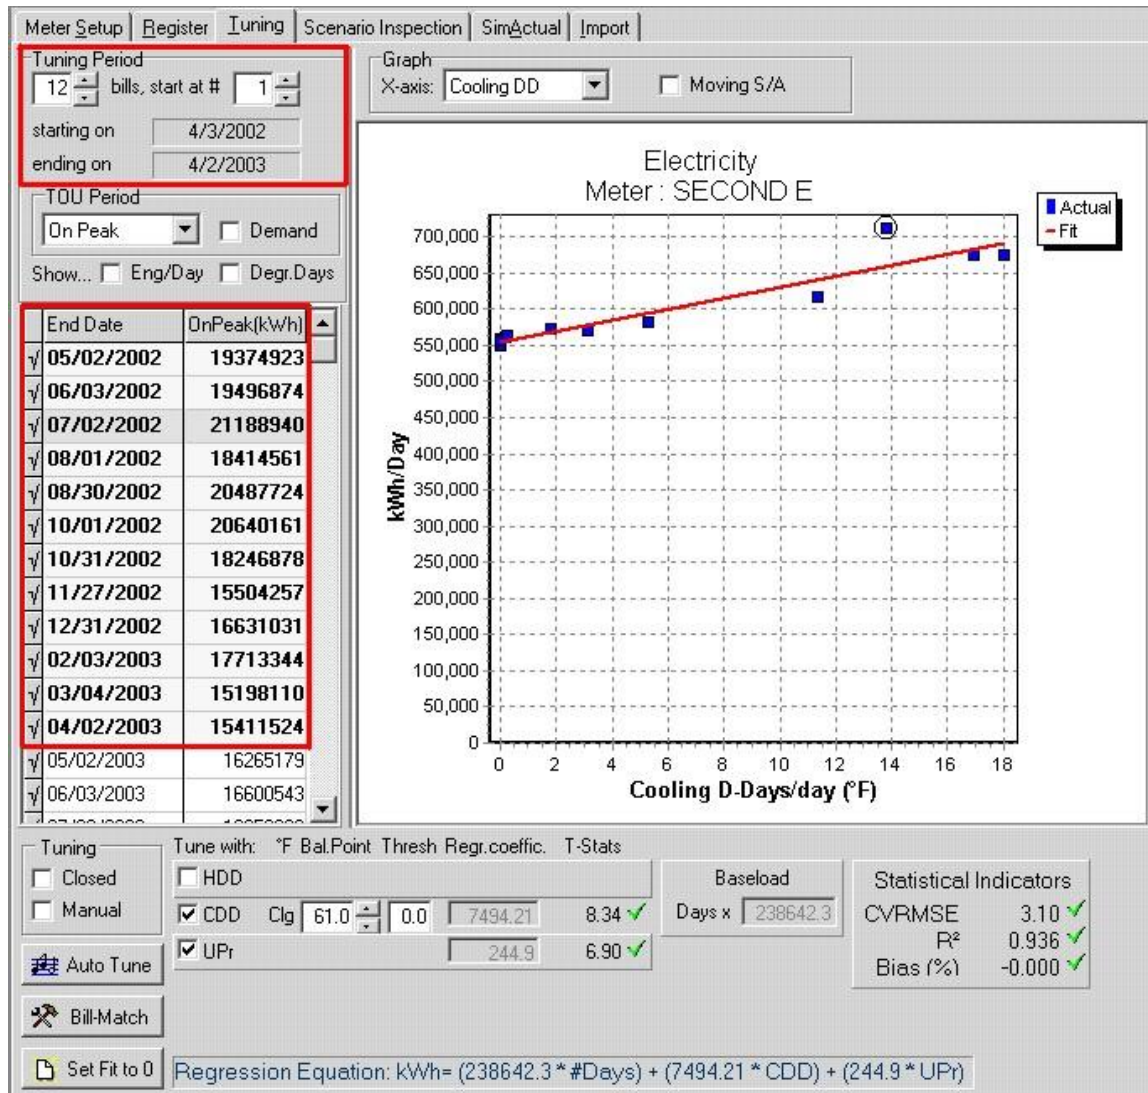 Meter Setup Register Tuning Scenario Inspection SimActual Import
Tuning Period
12 bills, start at # 1
starting on 4/3/2002
ending on 4/2/2003
TOU Period
On Peak Demand
Show... Eng/Day Degr.Days
End Date OnPeak(kWh)
√ 05/02/2002 19374923
√ 06/03/2002 19496874
√ 07/02/2002 21188940
√ 08/01/2002 18414561
√ 08/30/2002 20487724
√ 10/01/2002 20640161
√ 10/31/2002 18246878
√ 11/27/2002 15504257
√ 12/31/2002 16631031
√ 02/03/2003 17713344
√ 03/04/2003 15198110
√ 04/02/2003 15411524
√ 05/02/2003 16265179
√ 06/03/2003 16600543
Graph
X-axis: Cooling DD Moving S/A
Electricity
Meter : SECOND E
Actual
Fit
700,000
650,000
600,000
550,000
500,000
450,000
400,000
350,000
300,000
250,000
200,000
150,000
100,000
50,000
0
kWh/Day
0 2 4 6 8 10 12 14 16 18
Cooling D-Days/day (°F)
Tuning
Closed
Manual
Auto Tune
Bill-Match
Set Fit to 0
Tune with: °F Bal.Point Thresh Regr.coeffic. T-Stats
HDD
CDD Clg 61.0 0.0 7494.21 8.34
UPr 244.9 6.90
Baseload
Days x 238642.3
Statistical Indicators
CVRMSE 3.10
R² 0.936
Bias (%) -0.000
Regression Equation: kWh= (238642.3 * #Days) + (7494.21 * CDD) + (244.9 * UPr)